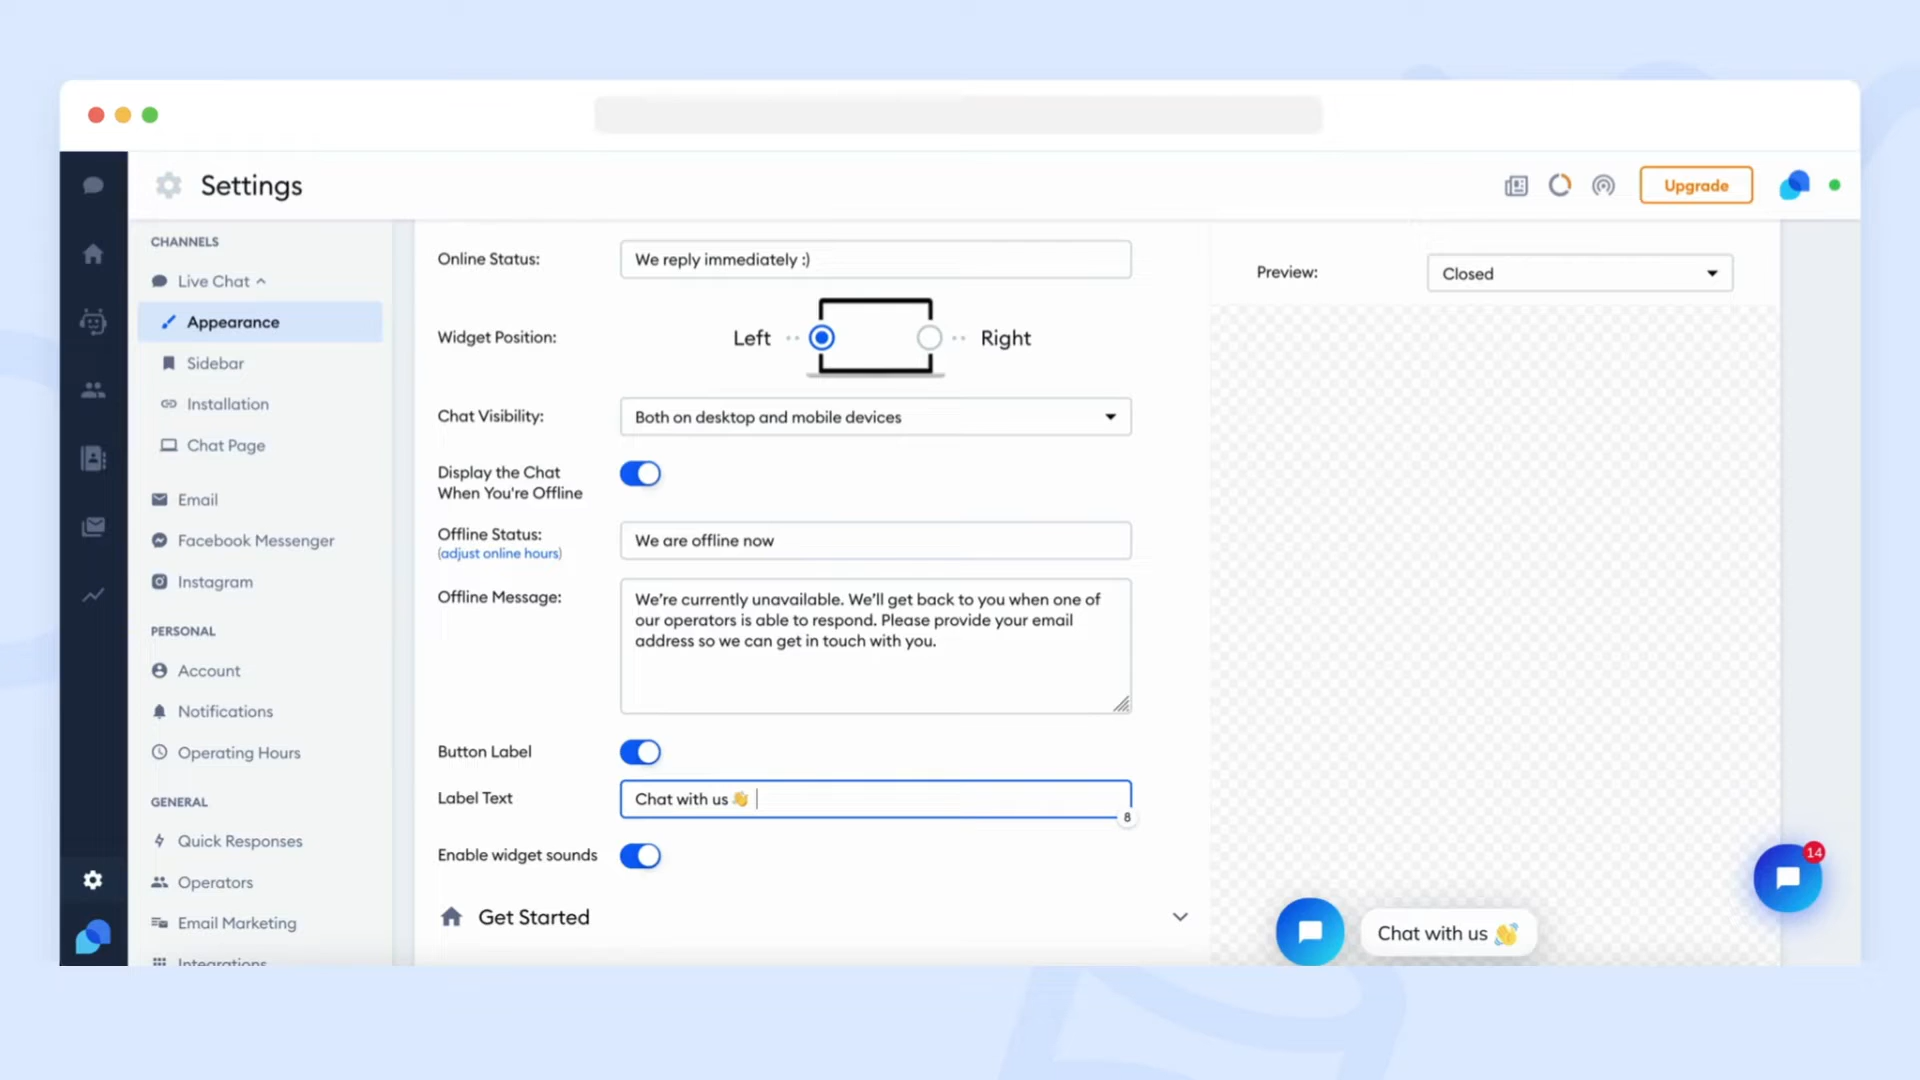 Settings
Upgrade
CHANNELS
Live Chat
Appearance
Sidebar
Installation
Chat Page
Email
Facebook Messenger
Instagram
PERSONAL
Account
Notifications
Operating Hours
GENERAL
Quick Responses
Operators
Email Marketing
Integrations
Online Status:
We reply immediately :)
Widget Position:
Left
Right
Chat Visibility:
Both on desktop and mobile devices
Display the Chat
When You're Offline
Offline Status:
(adjust online hours)
We are offline now
Offline Message:
We’re currently unavailable. We’ll get back to you when one of
our operators is able to respond. Please provide your email
address so we can get in touch with you.
Button Label
Label Text
Chat with us 👋
8
Enable widget sounds
Get Started
Preview:
Closed
14
Chat with us 👋